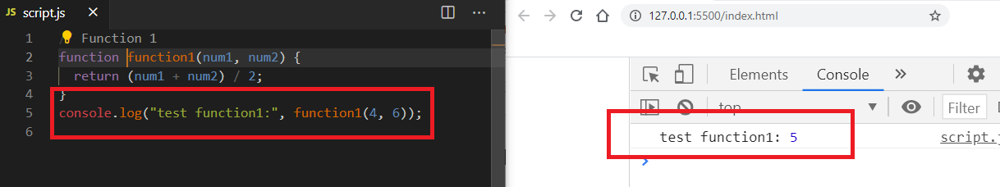 JS script.js
1 Function 1
2 function function1(num1, num2) {
3 return (num1 + num2) / 2;
4 }
5 console.log("test function1:", function1(4, 6));
6
127.0.0.1:5500/index.html
Elements Console
top Filter
test function1: 5 script.j